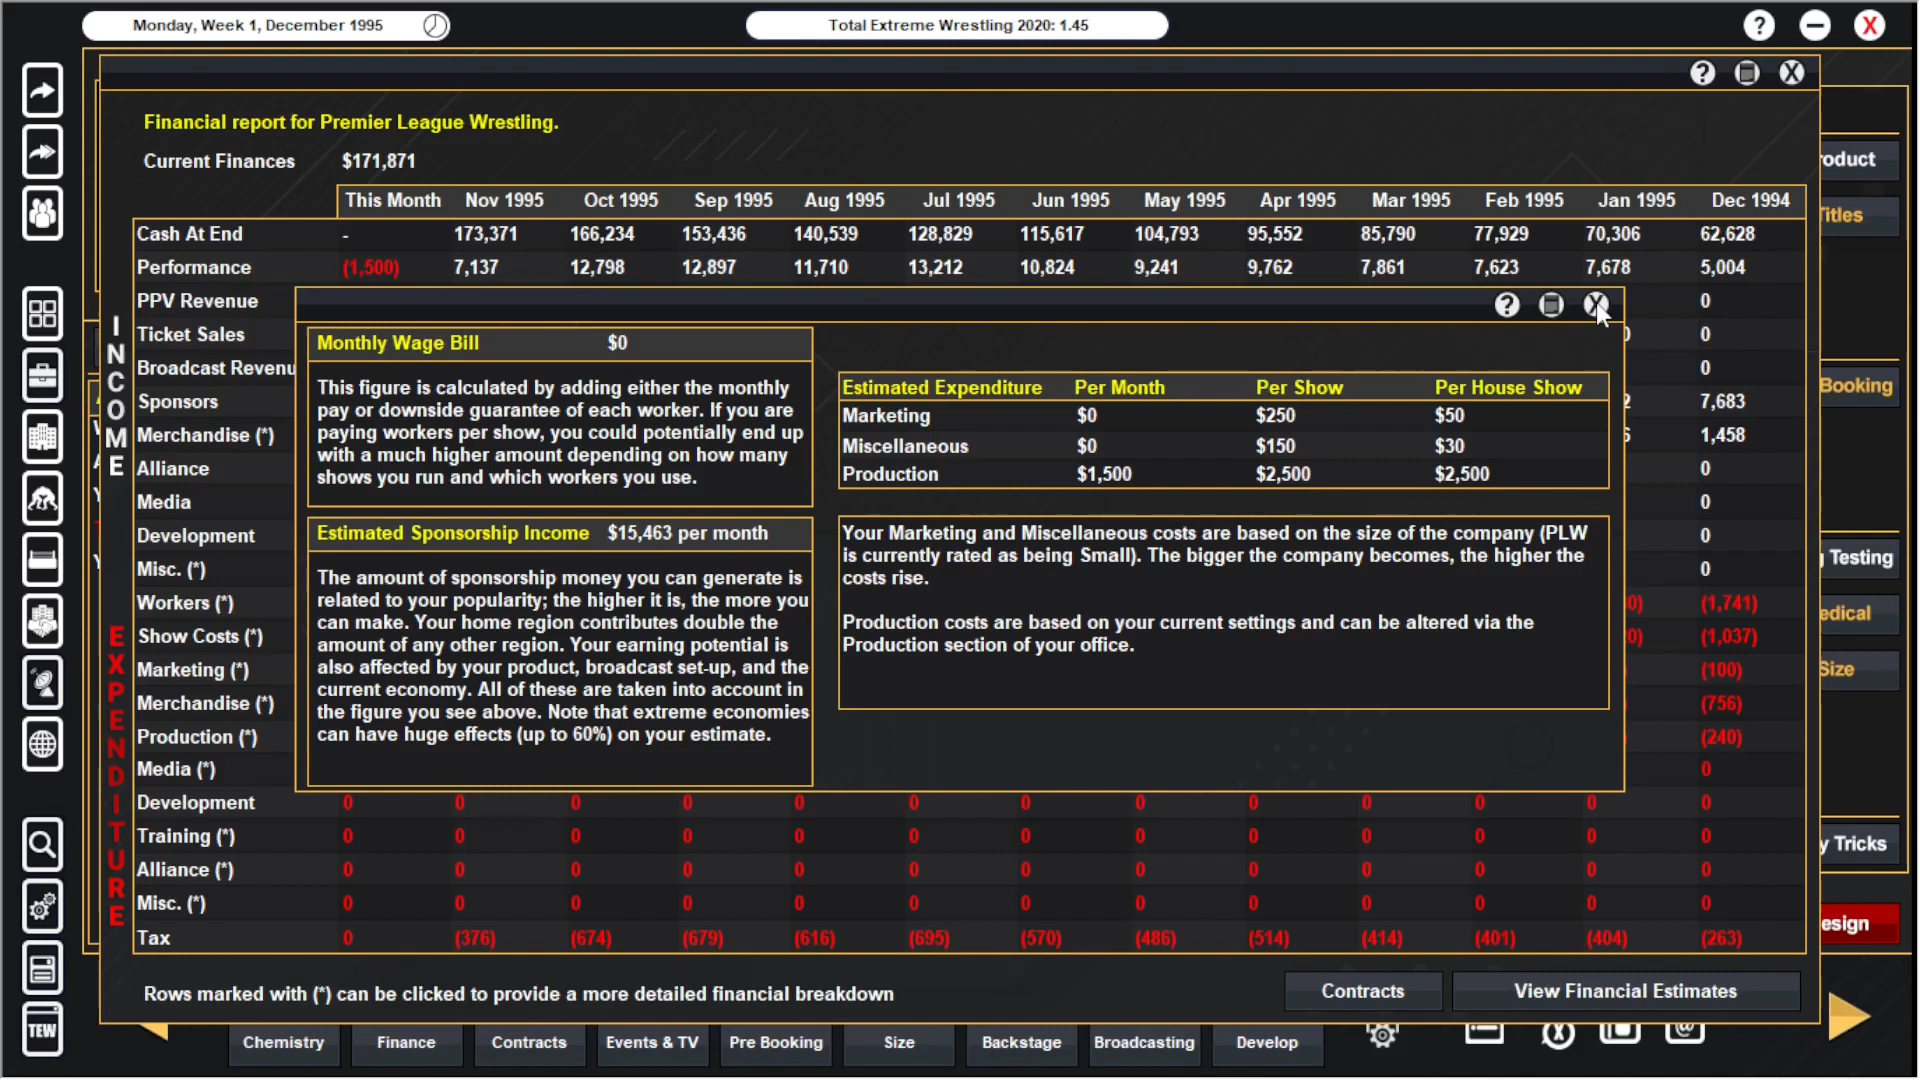 Monday, Week 1, December 1995
Total Extreme Wrestling 2020: 1.45
? X
? X
Financial report for Premier League Wrestling.
Current Finances $171,871
This Month Nov 1995 Oct 1995 Sep 1995 Aug 1995 Jul 1995 Jun 1995 May 1995 Apr 1995 Mar 1995 Feb 1995 Jan 1995 Dec 1994
Cash At End - 173,371 166,234 153,436 140,539 128,829 115,617 104,793 95,552 85,790 77,929 70,306 62,628
Performance (1,500) 7,137 12,798 12,897 11,710 13,212 10,824 9,241 9,762 7,861 7,623 7,678 5,004
INCOME
PPV Revenue 0
Ticket Sales 0
Broadcast Revenu 0
Sponsors 7,683
Merchandise (*) 1,458
Alliance 0
Media 0
Development 0
Misc. (*) 0
EXPENDITURE
Workers (*) (1,741)
Show Costs (*) (1,037)
Marketing (*) (100)
Merchandise (*) (756)
Production (*) (240)
Media (*) 0
Development 0 0 0 0 0 0 0 0 0 0 0 0 0
Training (*) 0 0 0 0 0 0 0 0 0 0 0 0 0
Alliance (*) 0 0 0 0 0 0 0 0 0 0 0 0 0
Misc. (*) 0 0 0 0 0 0 0 0 0 0 0 0 0
Tax 0 (376) (674) (679) (616) (695) (570) (486) (514) (414) (401) (404) (263)
? X
Monthly Wage Bill $0
This figure is calculated by adding either the monthly
pay or downside guarantee of each worker. If you are
paying workers per show, you could potentially end up
with a much higher amount depending on how many
shows you run and which workers you use.
Estimated Sponsorship Income $15,463 per month
The amount of sponsorship money you can generate is
related to your popularity; the higher it is, the more you
can make. Your home region contributes double the
amount of any other region. Your earning potential is
also affected by your product, broadcast set-up, and the
current economy. All of these are taken into account in
the figure you see above. Note that extreme economies
can have huge effects (up to 60%) on your estimate.
Estimated Expenditure Per Month Per Show Per House Show
Marketing $0 $250 $50
Miscellaneous $0 $150 $30
Production $1,500 $2,500 $2,500
Your Marketing and Miscellaneous costs are based on the size of the company (PLW
is currently rated as being Small). The bigger the company becomes, the higher the
costs rise.
Production costs are based on your current settings and can be altered via the
Production section of your office.
Rows marked with (*) can be clicked to provide a more detailed financial breakdown
Contracts View Financial Estimates
roduct
Titles
Booking
Testing
edical
Size
y Tricks
esign
TEW
Chemistry Finance Contracts Events & TV Pre Booking Size Backstage Broadcasting Develop